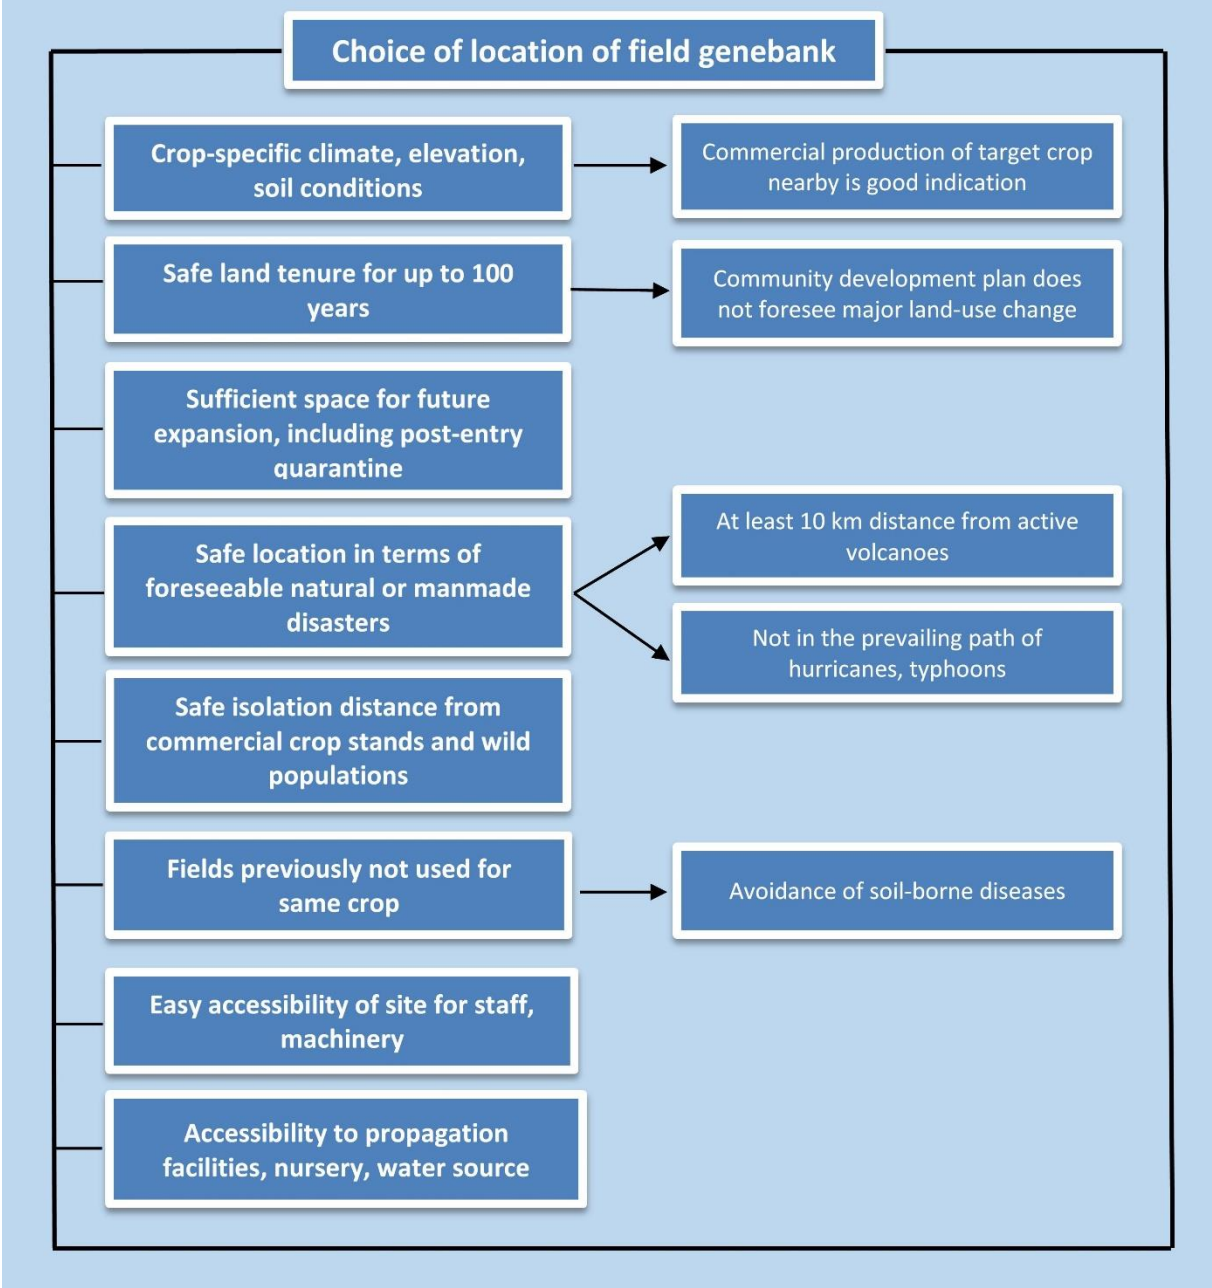 Choice of location of field genebank
Crop-specific climate, elevation,
soil conditions
Commercial production of target crop
nearby is good indication
Safe land tenure for up to 100
years
Community development plan does
not foresee major land-use change
Sufficient space for future
expansion, including post-entry
quarantine
Safe location in terms of
foreseeable natural or manmade
disasters
At least 10 km distance from active
volcanoes
Not in the prevailing path of
hurricanes, typhoons
Safe isolation distance from
commercial crop stands and wild
populations
Fields previously not used for
same crop
Avoidance of soil-borne diseases
Easy accessibility of site for staff,
machinery
Accessibility to propagation
facilities, nursery, water source